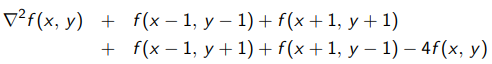 ∇²f(x, y) + f(x − 1, y − 1) + f(x + 1, y + 1)
+ f(x − 1, y + 1) + f(x + 1, y − 1) − 4f(x, y)